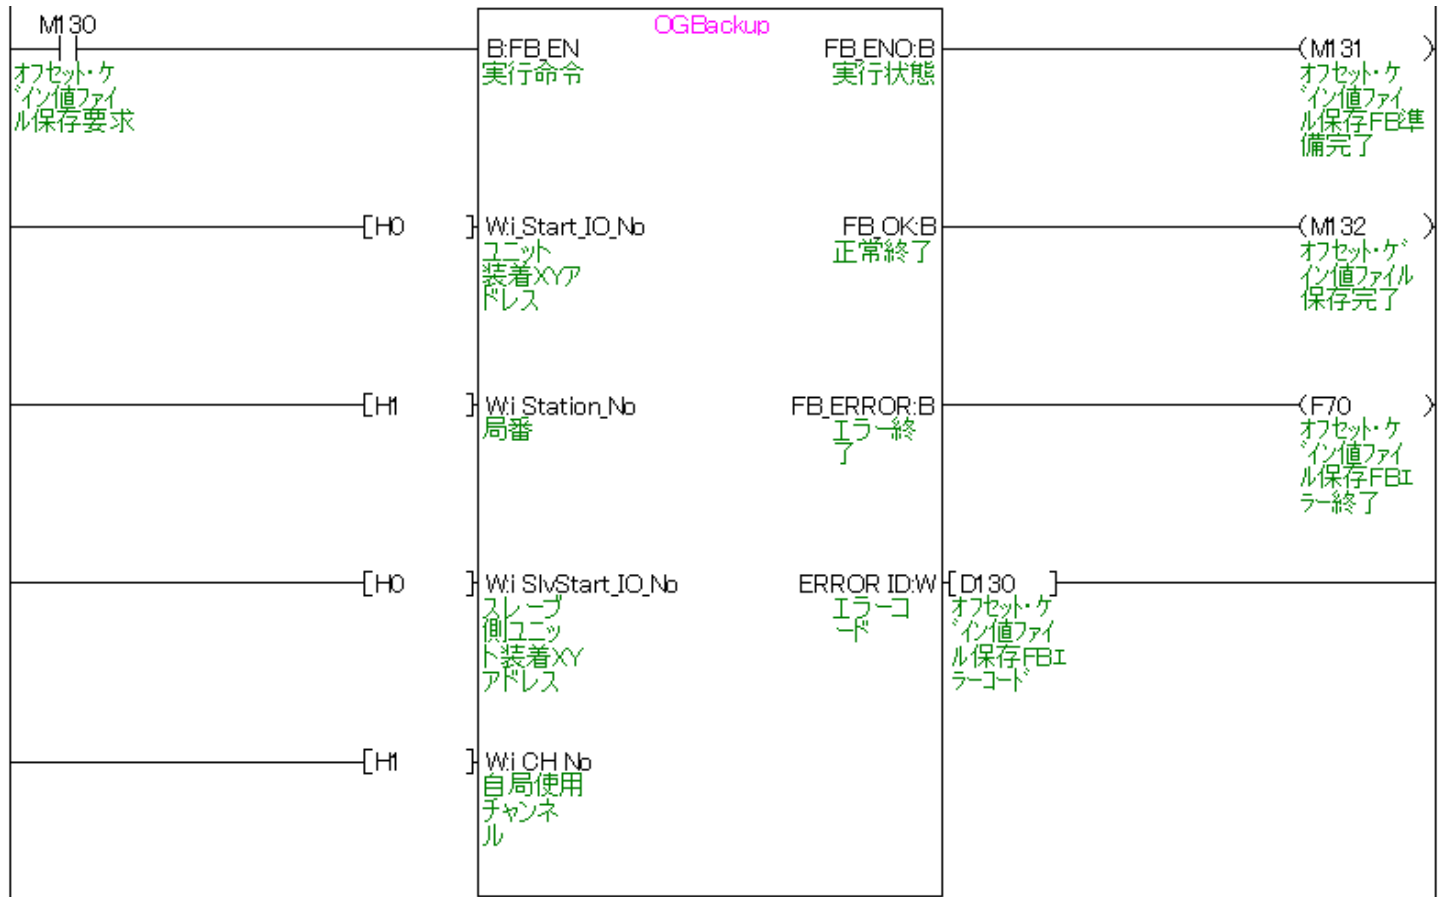 M130
オフセット・ゲ
イン値ファイ
ル保存要求
OGBackup
B:FB_EN
実行命令
FB_ENO:B
実行状態
(M131 )
オフセット・ゲ
イン値ファイ
ル保存FB準
備完了
[H0 ]
W:i_Start_IO_No
ユニット
装着XYア
ドレス
FB_OK:B
正常終了
(M132 )
オフセット・ゲ
イン値ファイル
保存完了
[H1 ]
W:i_Station_No
局番
FB_ERROR:B
エラー終
了
(F70 )
オフセット・ゲ
イン値ファイ
ル保存FBエ
ラー終了
[H0 ]
W:i_SlvStart_IO_No
スレーブ
側ユニッ
ト装着XY
アドレス
ERROR_ID:W
エラーコ
ード
[D130 ]
オフセット・ゲ
イン値ファイ
ル保存FBエ
ラーコード
[H1 ]
W:i_CH_No
自局使用
チャンネ
ル